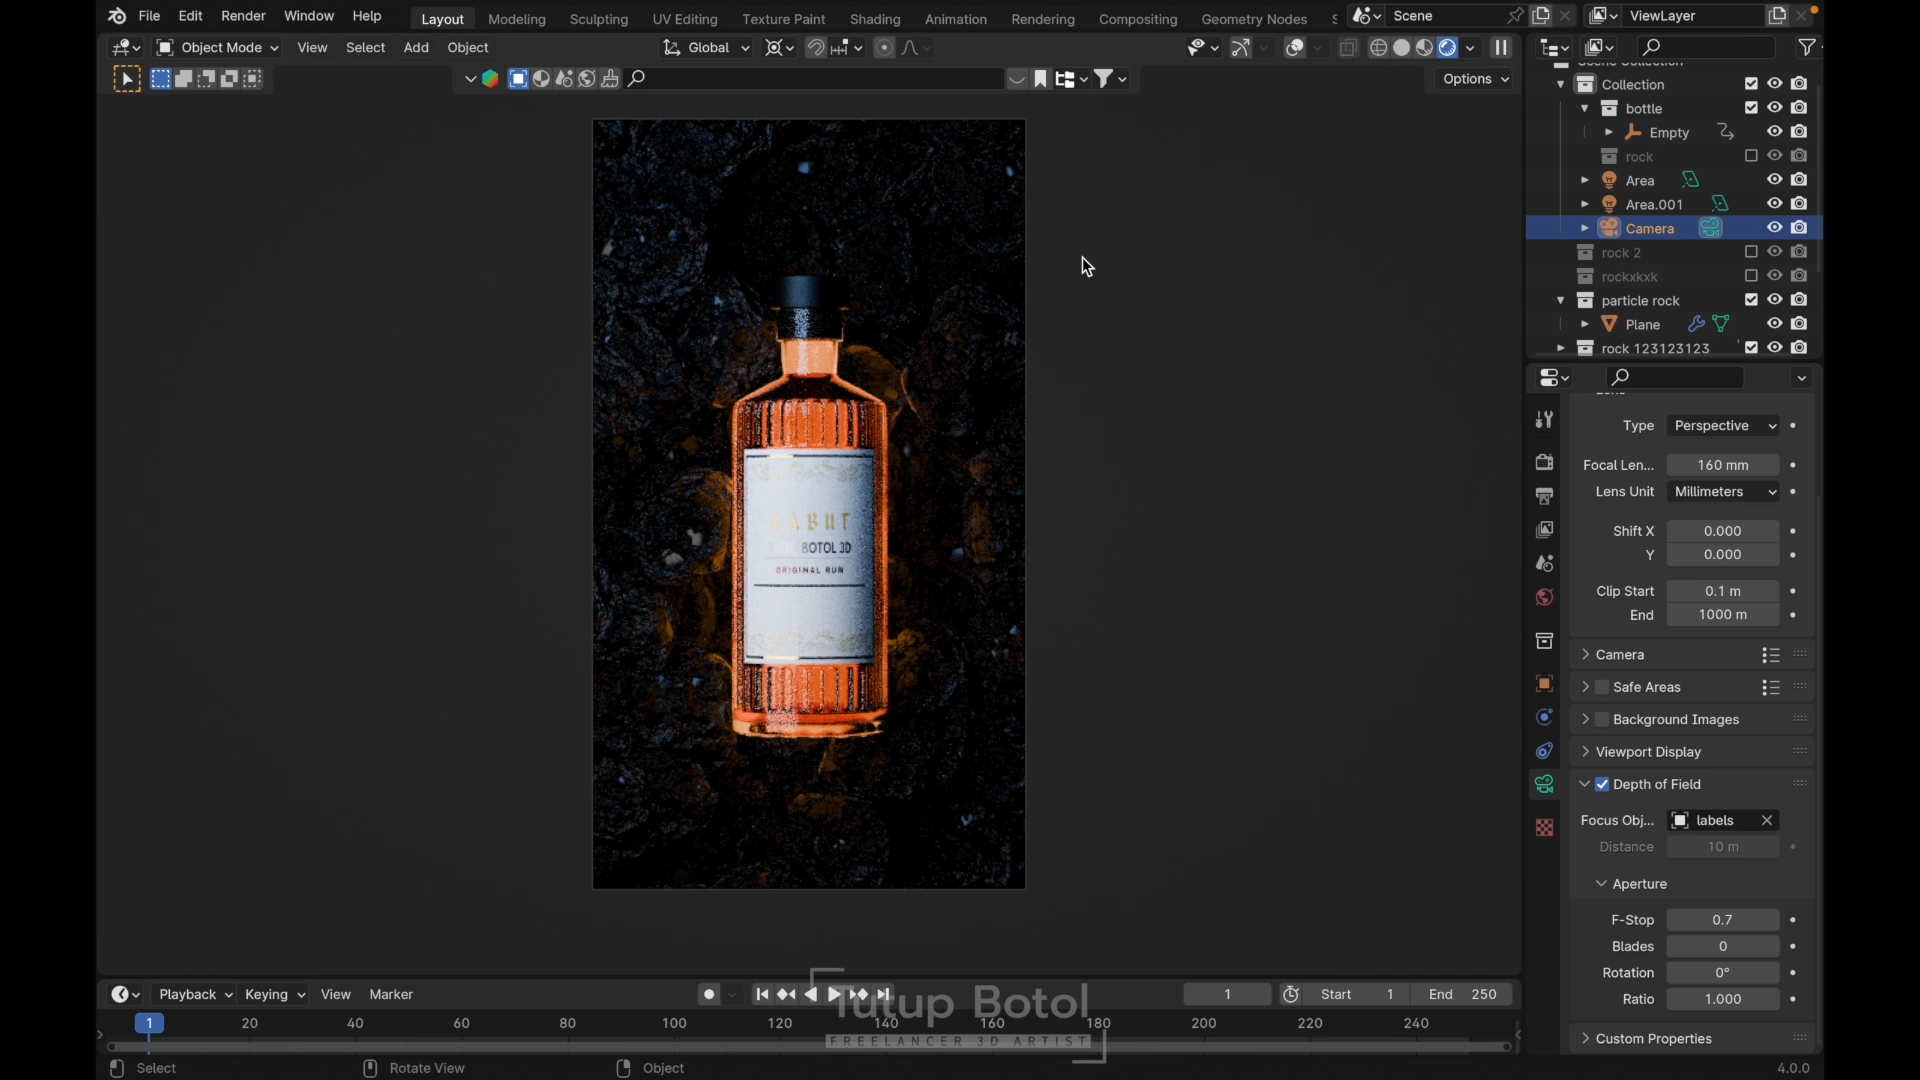 File Edit Render Window Help
Layout Modeling Sculpting UV Editing Texture Paint Shading Animation Rendering Compositing Geometry Nodes S
Scene
ViewLayer
Object Mode View Select Add Object
Global
Options
Scene Collection
Collection
bottle
Empty
rock
Area
Area.001
Camera
rock 2
rockxkxk
particle rock
Plane
rock 123123123
ABUT
BOTOL 3D
ORIGINAL RUN
Lens
Type Perspective
Focal Len... 160 mm
Lens Unit Millimeters
Shift X 0.000
Y 0.000
Clip Start 0.1 m
End 1000 m
Camera
Safe Areas
Background Images
Viewport Display
Depth of Field
Focus Obj... labels
Distance 10 m
Aperture
F-Stop 0.7
Blades 0
Rotation 0°
Ratio 1.000
Custom Properties
Playback Keying View Marker
1 Start 1 End 250
1 20 40 60 80 100 120 140 160 180 200 220 240
Tutup Botol
FREELANCER 3D ARTIST
Select Rotate View Object
4.0.0